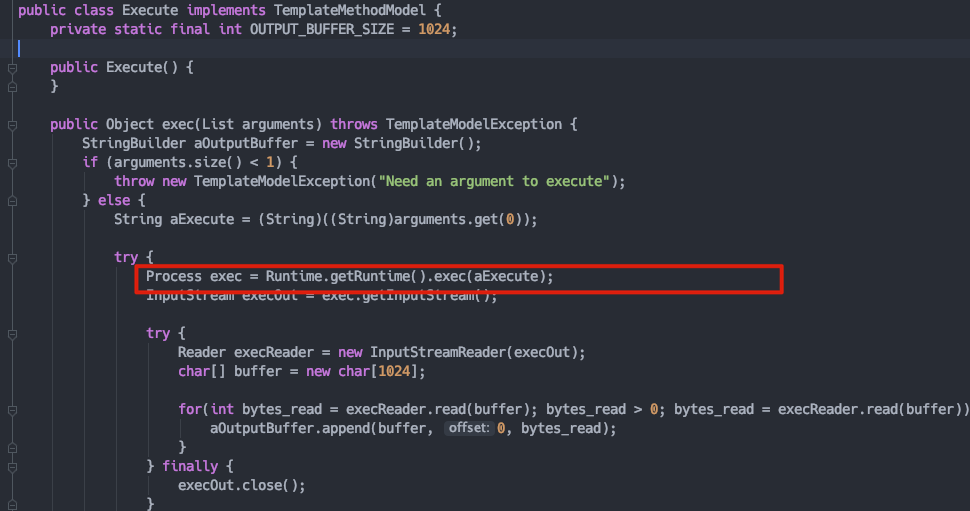 public class Execute implements TemplateMethodModel {
private static final int OUTPUT_BUFFER_SIZE = 1024;
public Execute() {
}
public Object exec(List arguments) throws TemplateModelException {
StringBuilder aOutputBuffer = new StringBuilder();
if (arguments.size() < 1) {
throw new TemplateModelException("Need an argument to execute");
} else {
String aExecute = (String)((String)arguments.get(0));
try {
Process exec = Runtime.getRuntime().exec(aExecute);
InputStream execOut = exec.getInputStream();
try {
Reader execReader = new InputStreamReader(execOut);
char[] buffer = new char[1024];
for(int bytes_read = execReader.read(buffer); bytes_read > 0; bytes_read = execReader.read(buffer))
aOutputBuffer.append(buffer, offset: 0, bytes_read);
}
} finally {
execOut.close();
}